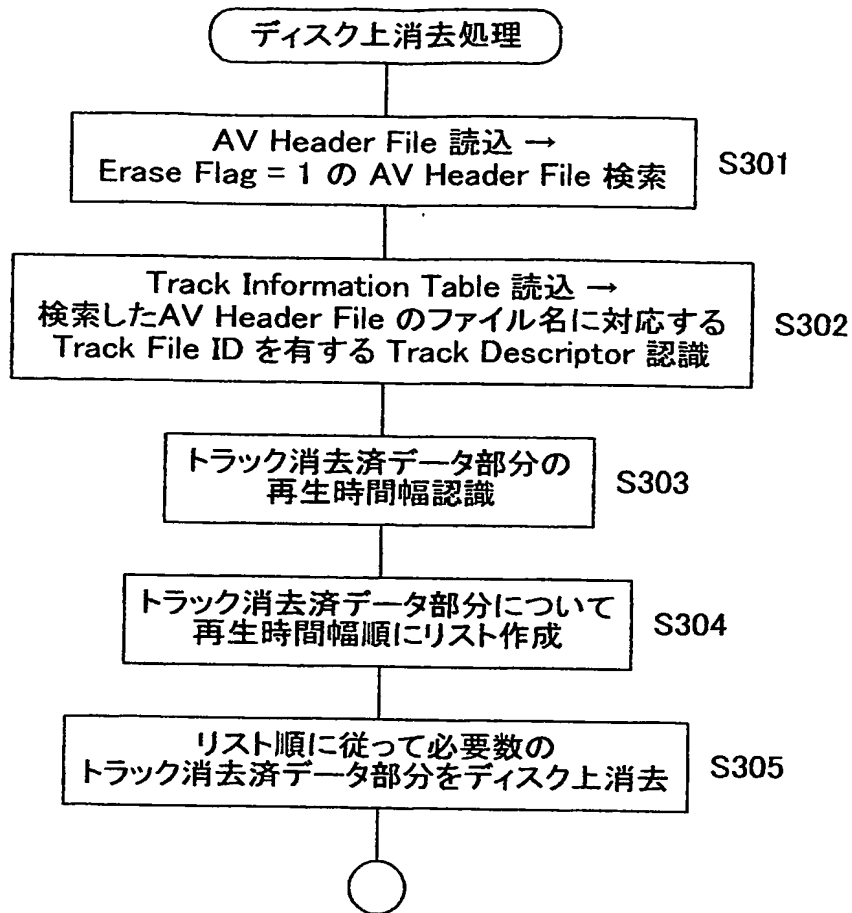 ディスク上消去処理
AV Header File 読込 →
Erase Flag = 1 の AV Header File 検索
S301
Track Information Table 読込 →
検索したAV Header File のファイル名に対応する
Track File ID を有する Track Descriptor 認識
S302
トラック消去済データ部分の
再生時間幅認識
S303
トラック消去済データ部分について
再生時間幅順にリスト作成
S304
リスト順に従って必要数の
トラック消去済データ部分をディスク上消去
S305